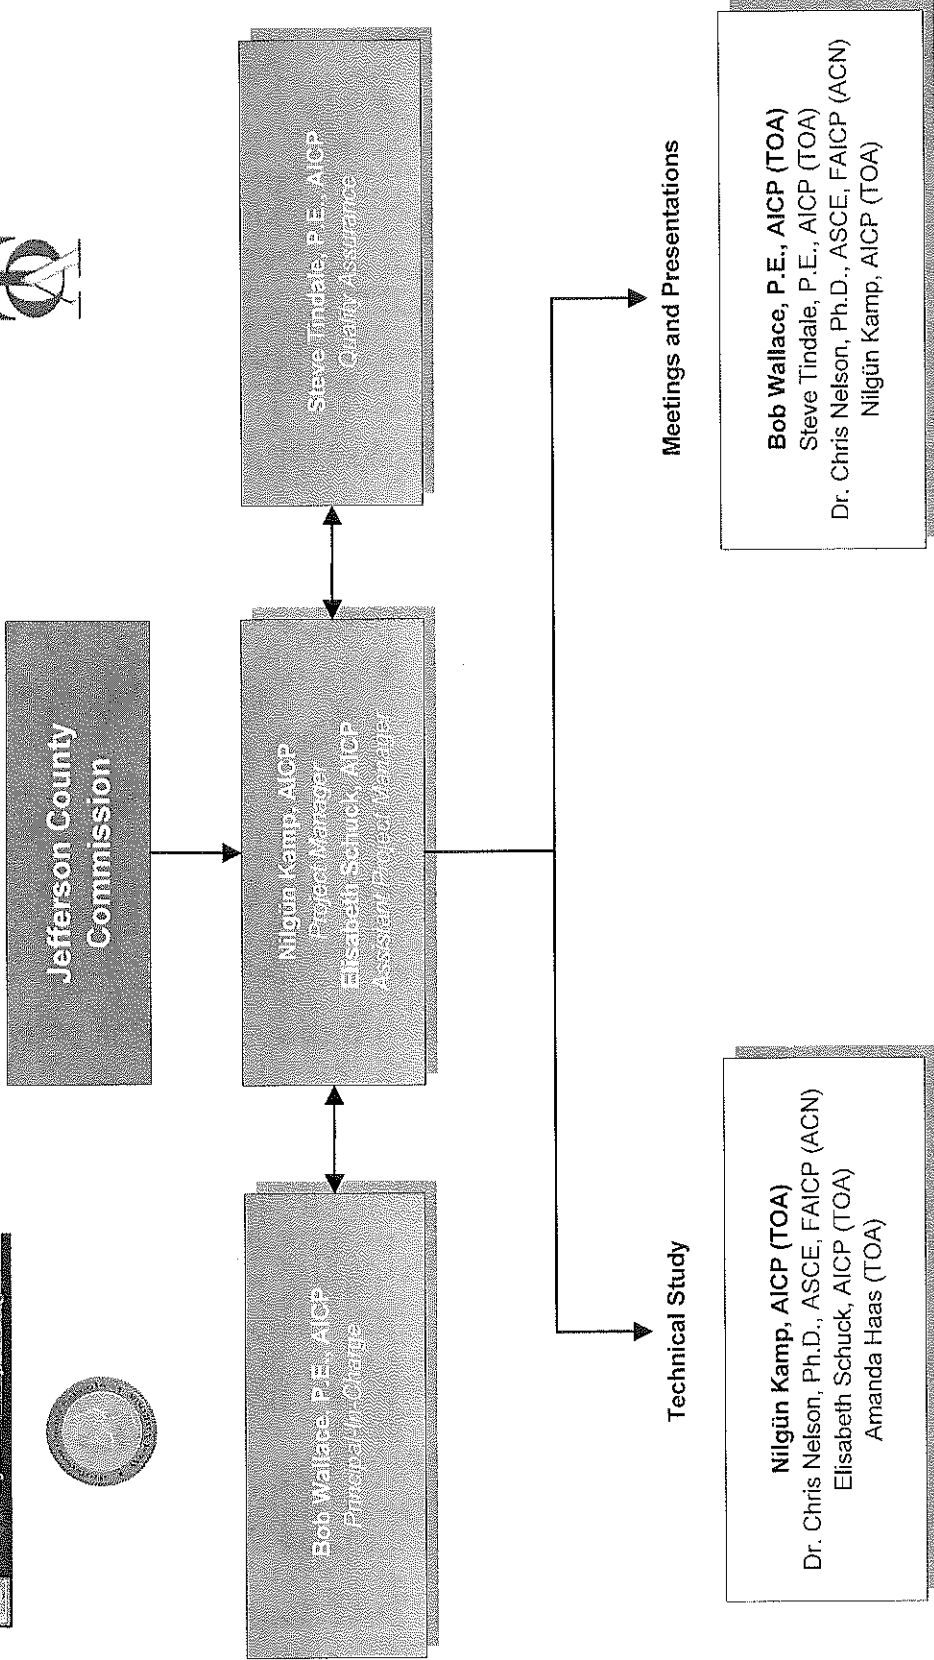 Jefferson County
Commission
Bob Wallace, P.E., AICP
Principal-in-Charge
Nilgün Kamp, AICP
Project Manager
Elisabeth Schuck, AICP
Assistant Project Manager
Steve Tindale, P.E., AICP
Quality Assurance
Technical Study
Nilgün Kamp, AICP (TOA)
Dr. Chris Nelson, Ph.D., ASCE, FAICP (ACN)
Elisabeth Schuck, AICP (TOA)
Amanda Haas (TOA)
Meetings and Presentations
Bob Wallace, P.E., AICP (TOA)
Steve Tindale, P.E., AICP (TOA)
Dr. Chris Nelson, Ph.D., ASCE, FAICP (ACN)
Nilgün Kamp, AICP (TOA)